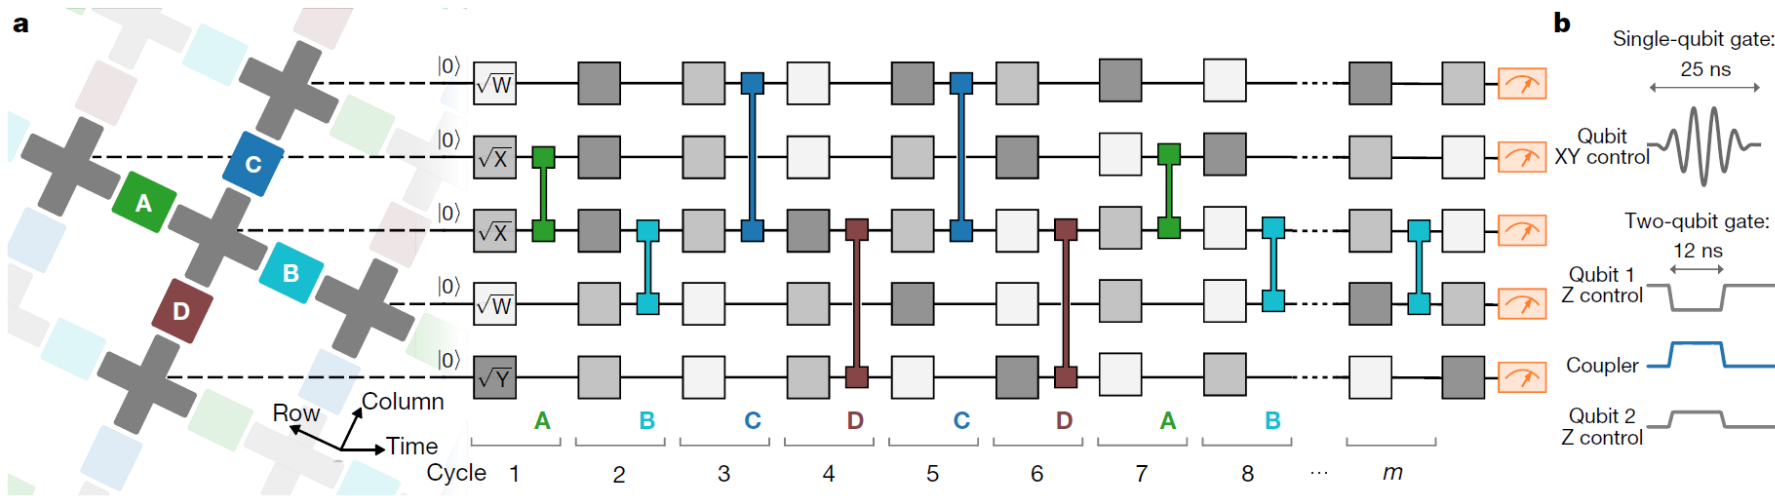 a
C
A
B
D
Row
Column
Time
|0⟩
|0⟩
|0⟩
|0⟩
|0⟩
√W
√X
√X
√W
√Y
A B C D C D A B
Cycle 1 2 3 4 5 6 7 8 ... m
b
Single-qubit gate:
25 ns
Qubit
XY control
Two-qubit gate:
12 ns
Qubit 1
Z control
Coupler
Qubit 2
Z control